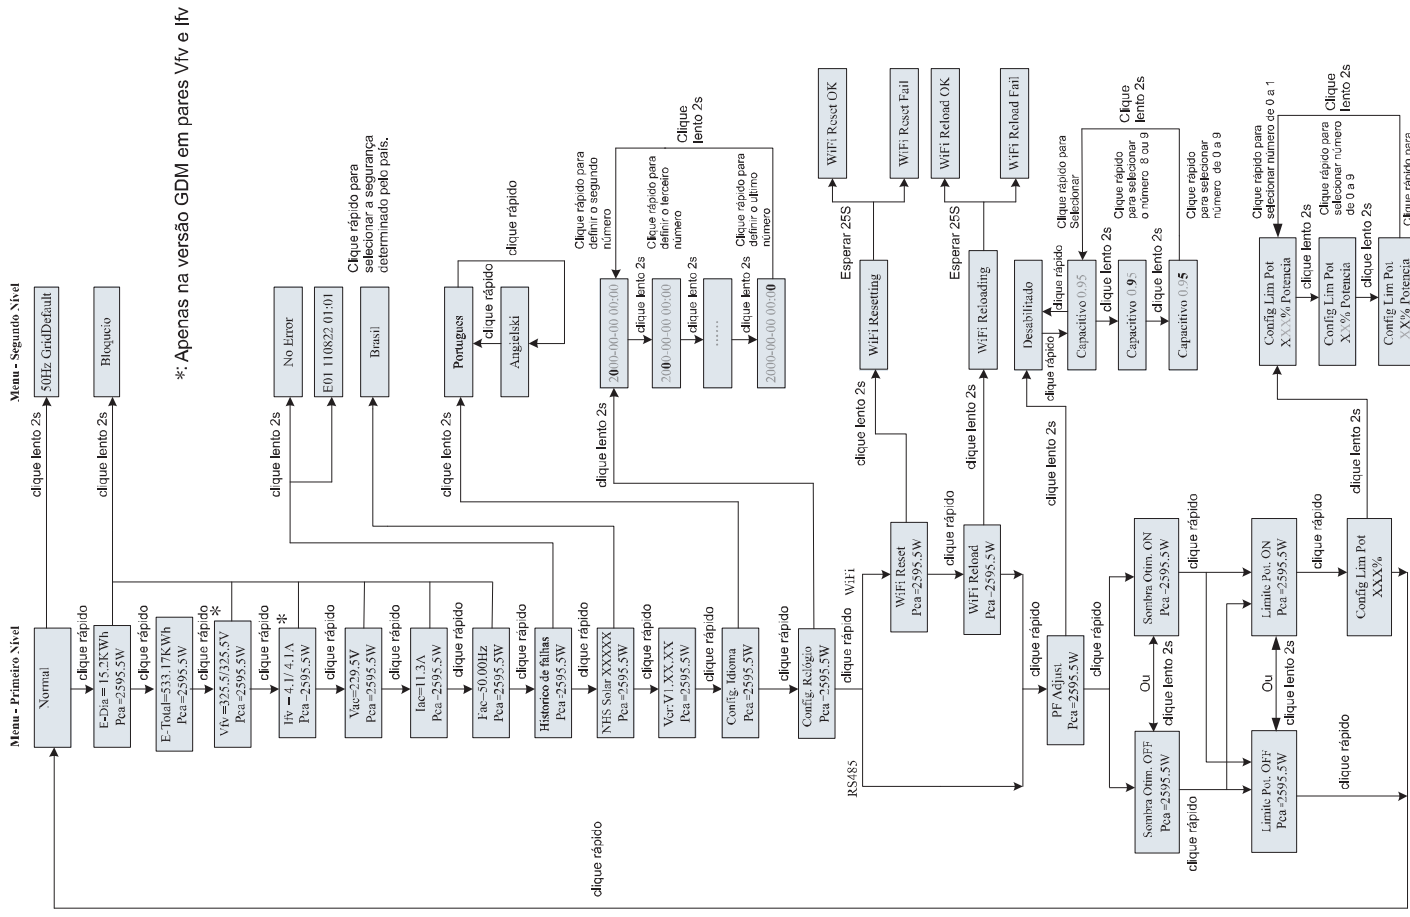 Menu - Primeiro Nível
Menu - Segundo Nível
Normal
clique lento 2s
50Hz GridDefault
clique rápido
E-Dia = 15.2KWh
Pca=2595.5W
clique lento 2s
Bloqucio
clique rápido
E-Total=533.17KWh
Pca=2595.5W
clique rápido
*
Vfv =325.5/325.5V
Pca =2595.5W
*: Apenas na versão GDM em pares Vfv e Ifv
clique rápido
*
Ifv = 4.1/ 4.1A
Pca =2595.5W
clique rápido
Vac=229.5V
Pca=2595.5W
clique rápido
Iac=11.3A
Pca=2595.5W
clique rápido
Fac=50.00Hz
Pca=2595.5W
clique rápido
Historico de falhas
Pca =2595.5W
clique lento 2s
No Error
E01 110822 01:01
clique rápido
NHS Solar XXXXX
Pca =2595.5W
clique lento 2s
Brasil
Clique rápido para
selecionar a segurança
determinado pelo país.
clique rápido
Ver:V1.XX.XX
Pca=2595.5W
clique rápido
Config. Idioma
Pca=2595.5W
clique lento 2s
Portugues
clique rápido
Angielski
clique rápido
clique rápido
Config. Relógio
Pca=2595.5W
clique lento 2s
2000-00-00 00:00
Clique rápido para
definir o segundo
número
clique lento 2s
2000-00-00 00:00
Clique rápido para
definir o terceiro
número
clique lento 2s
......
clique lento 2s
Clique rápido para
definir o ultimo
número
2000-00-00 00:00
Clique
lento 2s
clique rápido
RS485
WiFi
WiFi Reset
Pca=2595.5W
clique lento 2s
WiFi Resetting
Esperar 25S
WiFi Reset OK
WiFi Reset Fail
clique rápido
WiFi Reload
Pca=2595.5W
clique lento 2s
WiFi Reloading
Esperar 25S
WiFi Reload OK
WiFi Reload Fail
clique rápido
PF Adjust
Pca=2595.5W
clique lento 2s
Desabilitado
clique rápido
clique rápido
Capacitivo 0.95
Clique rápido para
Selecionar
clique lento 2s
Capacitivo 0.95
Clique rápido
para selecionar
o número 8 ou 9
clique lento 2s
Capacitivo 0.95
Clique rápido
para selecionar
número de 0 a 9
Clique
lento 2s
clique rápido
Sombra Otim. OFF
Pca=2595.5W
Ou
clique lento 2s
Sombra Otim. ON
Pca=2595.5W
clique rápido
clique rápido
Limite Pot. OFF
Pca=2595.5W
Ou
clique lento 2s
Limite Pot. ON
Pca=2595.5W
clique rápido
clique rápido
Config Lim Pot
XXX%
clique lento 2s
Config Lim Pot
XXX% Potencia
Clique rápido para
selecionar número de 0 a 1
clique lento 2s
Config Lim Pot
XX% Potencia
Clique rápido para
selecionar número
de 0 a 9
clique lento 2s
Config Lim Pot
XX% Potencia
Clique rápido para
Clique
lento 2s
clique rápido